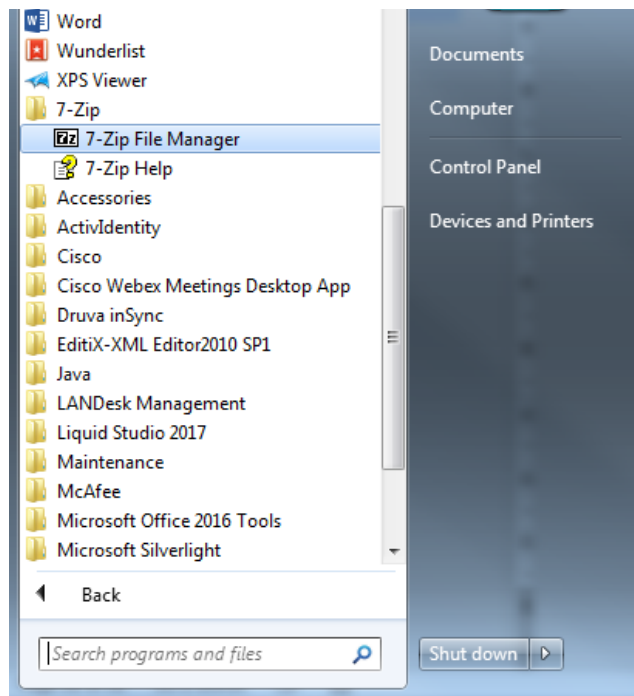 Word
Wunderlist
XPS Viewer
7-Zip
7z 7-Zip File Manager
7-Zip Help
Accessories
ActivIdentity
Cisco
Cisco Webex Meetings Desktop App
Druva inSync
EditiX-XML Editor2010 SP1
Java
LANDesk Management
Liquid Studio 2017
Maintenance
McAfee
Microsoft Office 2016 Tools
Microsoft Silverlight
Back
Search programs and files
Documents
Computer
Control Panel
Devices and Printers
Shut down